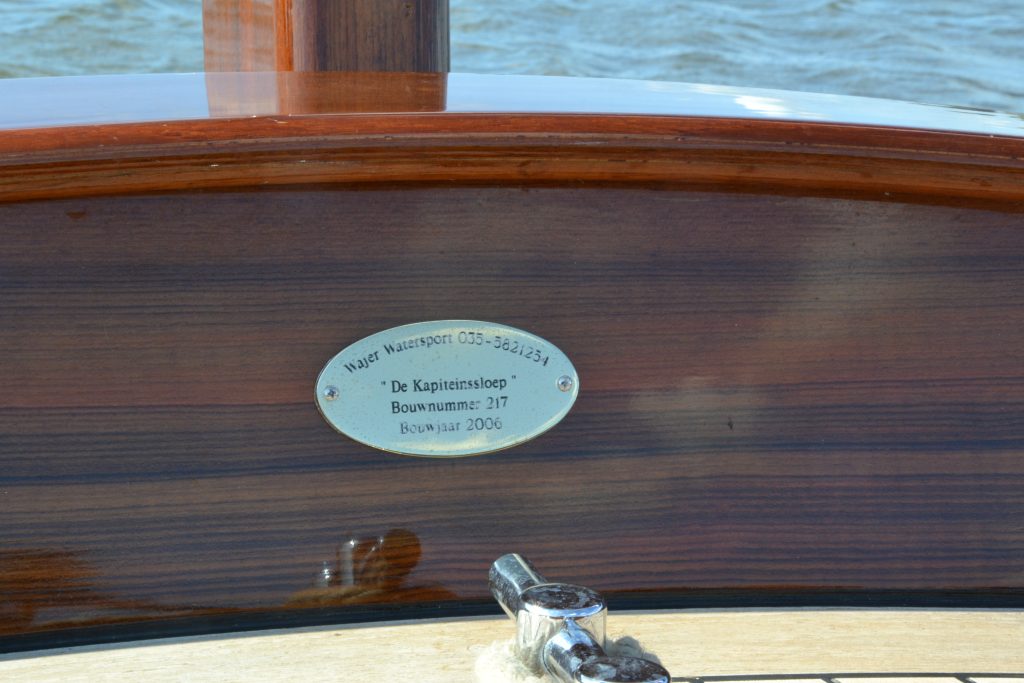 Wajer Watersport 035-5821254
" De Kapiteinssloep "
Bouwnummer 217
Bouwjaar 2006